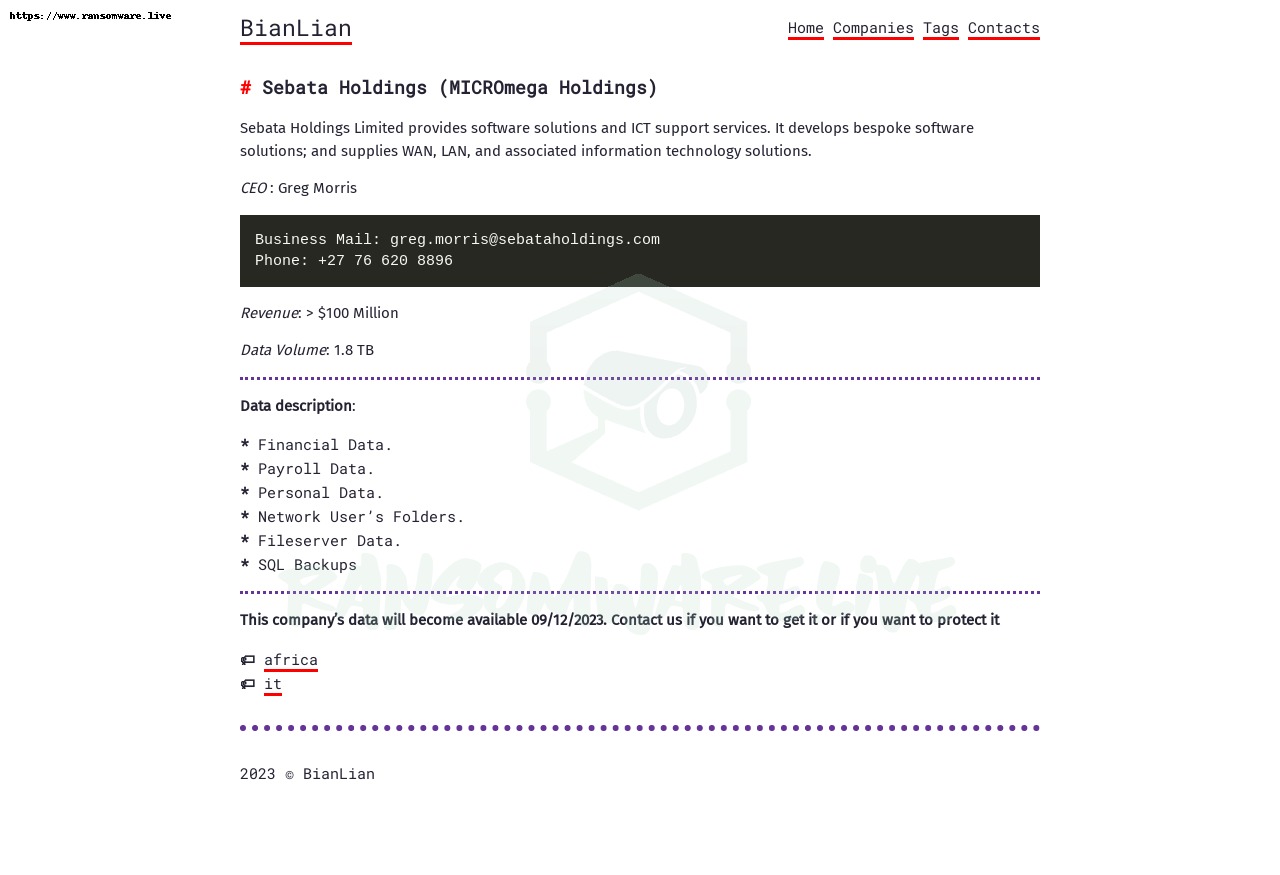 https://www.ransomware.live
BianLian
Home Companies Tags Contacts
# Sebata Holdings (MICROmega Holdings)
Sebata Holdings Limited provides software solutions and ICT support services. It develops bespoke software
solutions; and supplies WAN, LAN, and associated information technology solutions.
CEO : Greg Morris
Business Mail: greg.morris@sebataholdings.com
Phone: +27 76 620 8896
Revenue: > $100 Million
Data Volume: 1.8 TB
Data description:
* Financial Data.
* Payroll Data.
* Personal Data.
* Network User’s Folders.
* Fileserver Data.
* SQL Backups
RANSOMWARE LIVE
This company’s data will become available 09/12/2023. Contact us if you want to get it or if you want to protect it
africa
it
2023 © BianLian